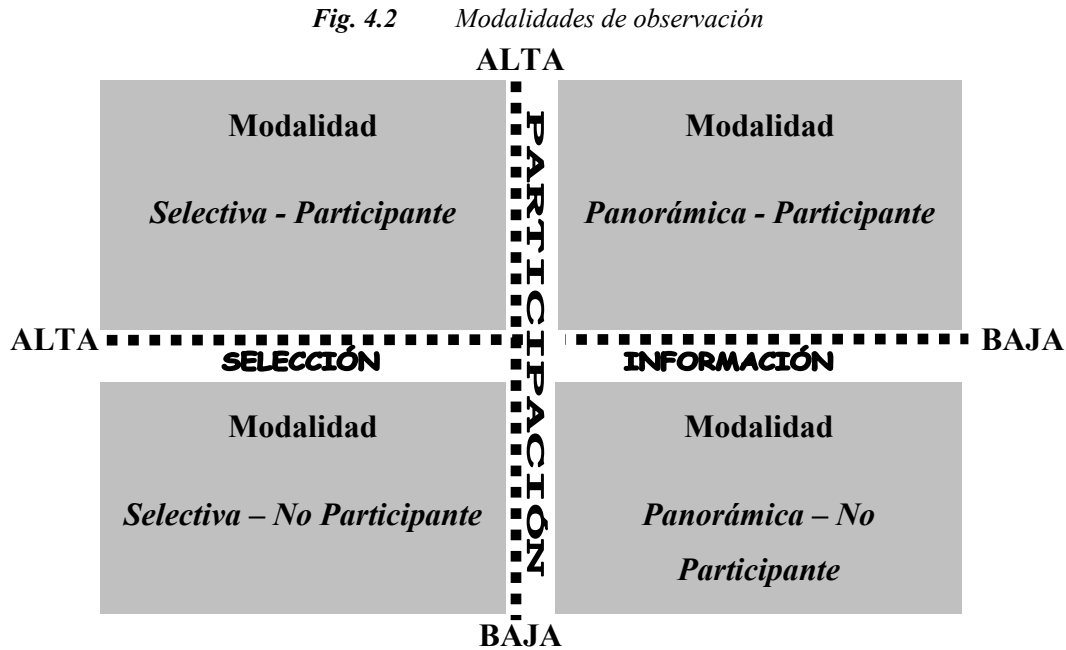 Fig. 4.2 Modalidades de observación
ALTA
Modalidad
Selectiva - Participante
PARTICIPACIÓN
Modalidad
Panorámica - Participante
ALTA
BAJA
SELECCIÓN
INFORMACIÓN
Modalidad
Selectiva – No Participante
Modalidad
Panorámica – No
Participante
BAJA